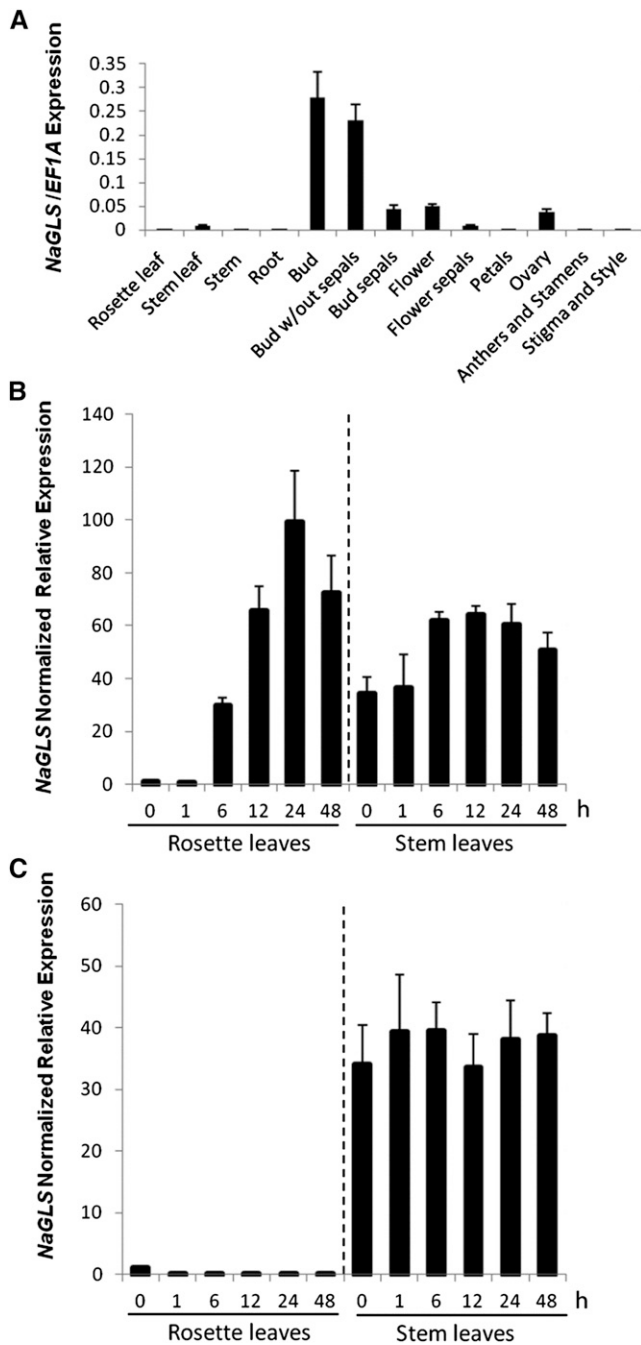 A
NaGLS/EF1A Expression
0.35
0.3
0.25
0.2
0.15
0.1
0.05
0
Rosette leaf
Stem leaf
Stem
Root
Bud
Bud w/out sepals
Bud sepals
Flower
Flower sepals
Petals
Ovary
Anthers and Stamens
Stigma and Style
B
NaGLS Normalized Relative Expression
140
120
100
80
60
40
20
0
0 1 6 12 24 48 0 1 6 12 24 48 h
Rosette leaves Stem leaves
C
NaGLS Normalized Relative Expression
60
50
40
30
20
10
0
0 1 6 12 24 48 0 1 6 12 24 48 h
Rosette leaves Stem leaves